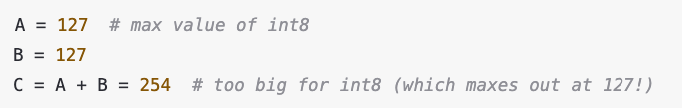 A = 127  # max value of int8
B = 127
C = A + B = 254  # too big for int8 (which maxes out at 127!)